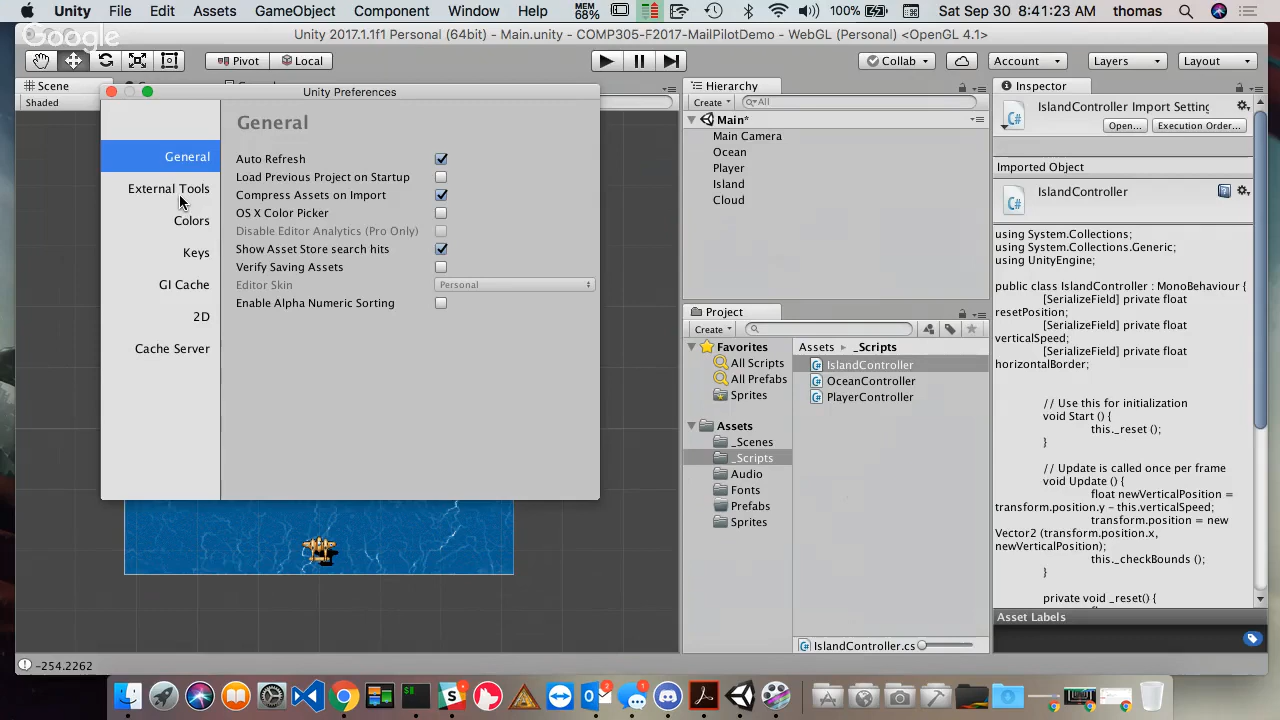 Unity File Edit Assets GameObject Component Window Help MEM 68% 100% Sat Sep 30 8:41:23 AM thomas
Google
Unity 2017.1.1f1 Personal (64bit) - Main.unity - COMP305-F2017-MailPilotDem
- WebGL (Personal) <OpenGL 4.1>
Pivot Local Collab Account Layers Layout
Scene
Shaded
Unity Preferences
General
General
External Tools
Colors
Keys
GI Cache
2D
Cache Server
Auto Refresh
Load Previous Project on Startup
Compress Assets on Import
OS X Color Picker
Disable Editor Analytics (Pro Only)
Show Asset Store search hits
Verify Saving Assets
Editor Skin Personal
Enable Alpha Numeric Sorting
Hierarchy
Create All
Main*
Main Camera
Ocean
Player
Island
Cloud
Project
Create
Favorites
All Scripts
All Prefabs
Sprites
Assets
_Scenes
_Scripts
Audio
Fonts
Prefabs
Sprites
Assets _Scripts
IslandController
OceanController
PlayerController
IslandController.cs
Inspector
IslandController Import Setting
Open... Execution Order...
Imported Object
IslandController
using System.Collections;
using System.Collections.Generic;
using UnityEngine;
public class IslandController : MonoBehaviour {
[SerializeField] private float
resetPosition;
[SerializeField] private float
verticalSpeed;
[SerializeField] private float
horizontalBorder;
// Use this for initialization
void Start () {
this._reset ();
}
// Update is called once per frame
void Update () {
float newVerticalPosition =
transform.position.y - this.verticalSpeed;
transform.position = new
Vector2 (transform.position.x,
newVerticalPosition);
this._checkBounds ();
}
private void _reset() {
Asset Labels
-254.2262